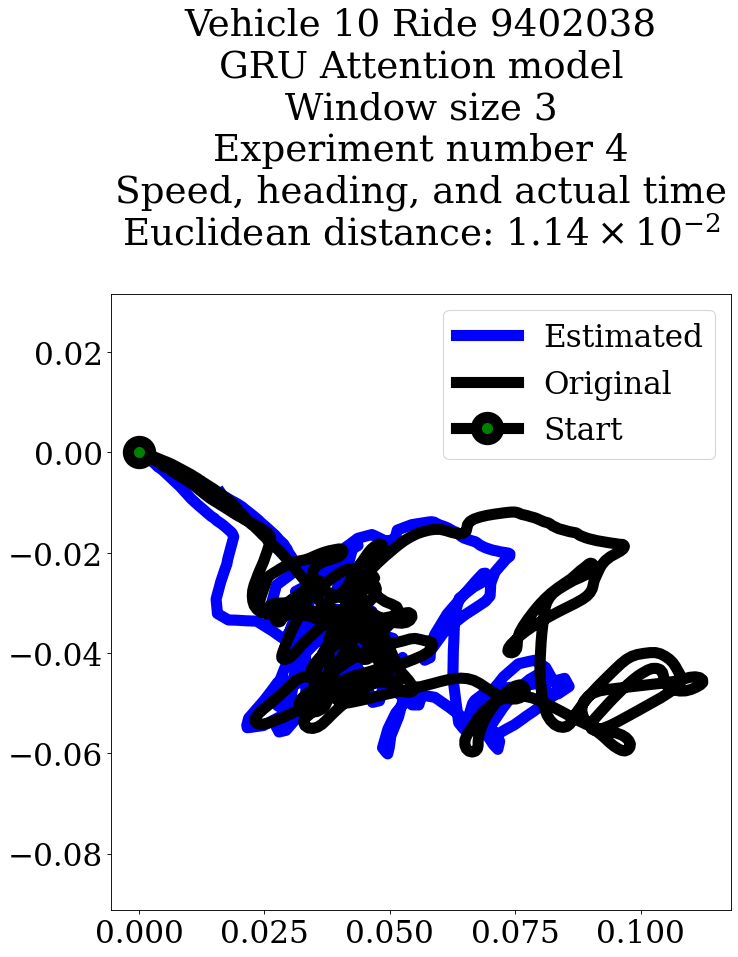 Vehicle 10 Ride 9402038
GRU Attention model
Window size 3
Experiment number 4
Speed, heading, and actual time
Euclidean distance: 1.14 × 10⁻²
Estimated
Original
Start
0.02
0.00
−0.02
−0.04
−0.06
−0.08
0.000 0.025 0.050 0.075 0.100